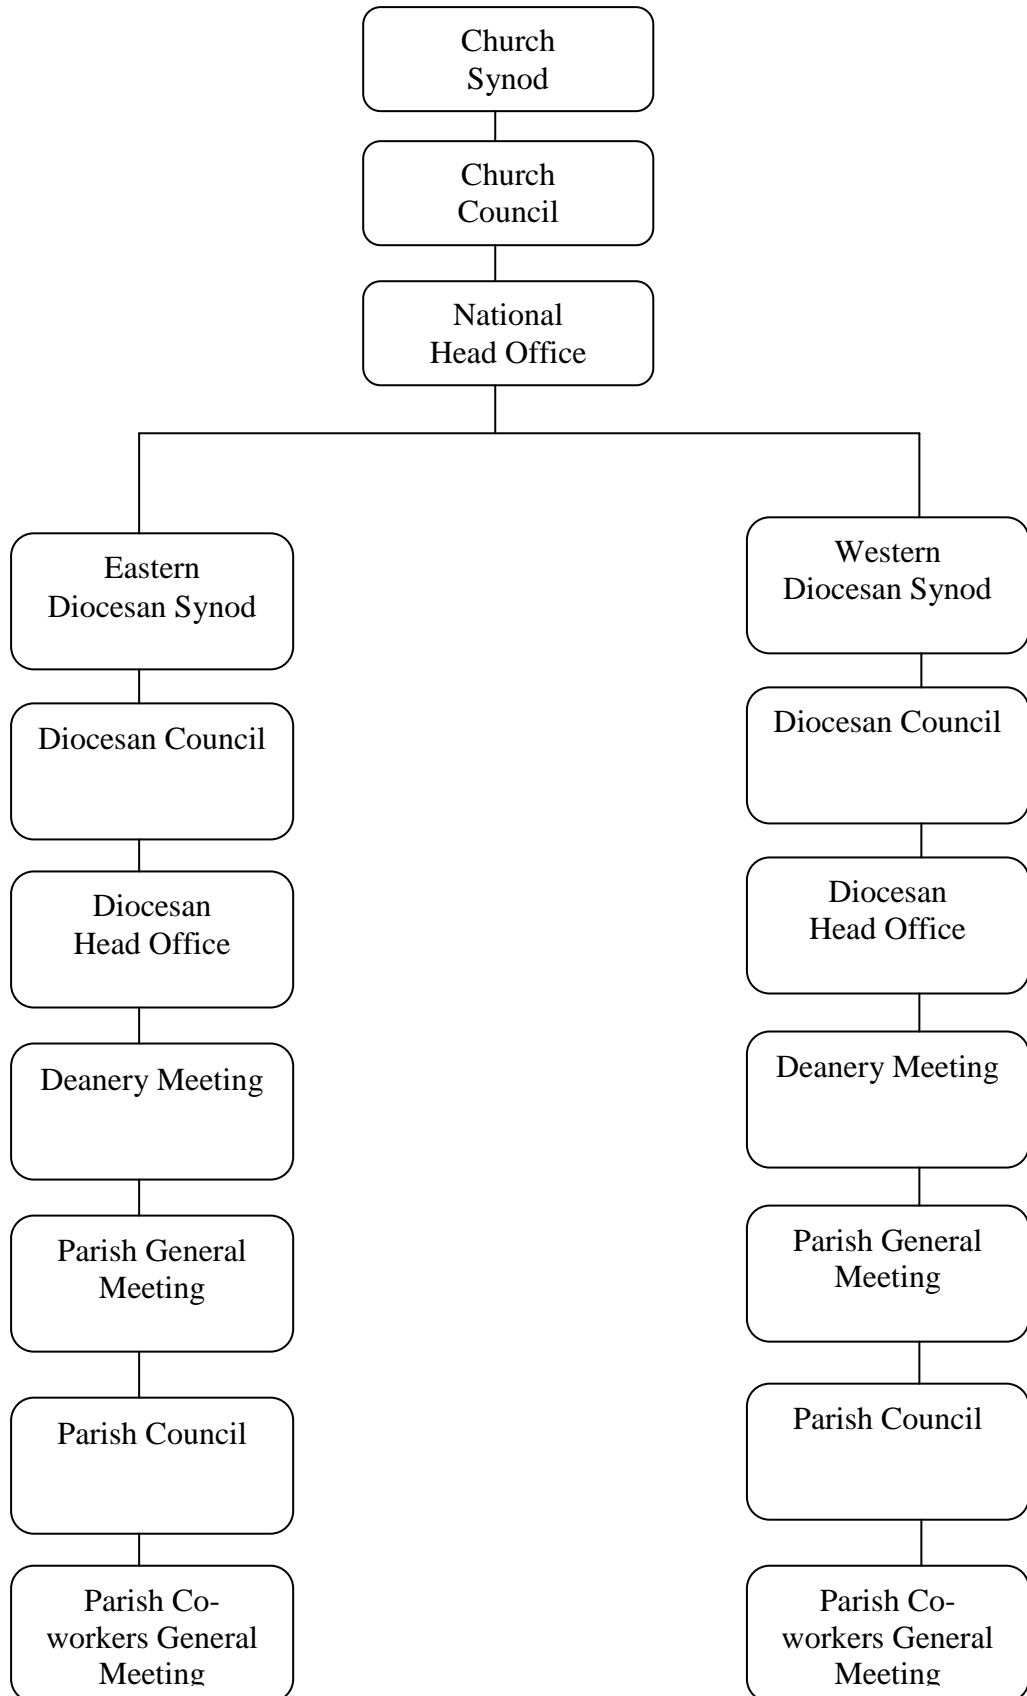 Church
Synod
Church
Council
National
Head Office
Eastern
Diocesan Synod
Diocesan Council
Diocesan
Head Office
Deanery Meeting
Parish General
Meeting
Parish Council
Parish Co-
workers General
Meeting
Western
Diocesan Synod
Diocesan Council
Diocesan
Head Office
Deanery Meeting
Parish General
Meeting
Parish Council
Parish Co-
workers General
Meeting